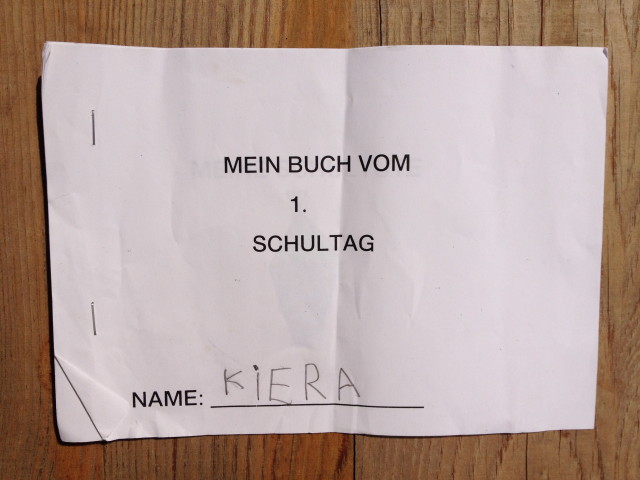 MEIN BUCH VOM
1.
SCHULTAG
NAME: KiERA